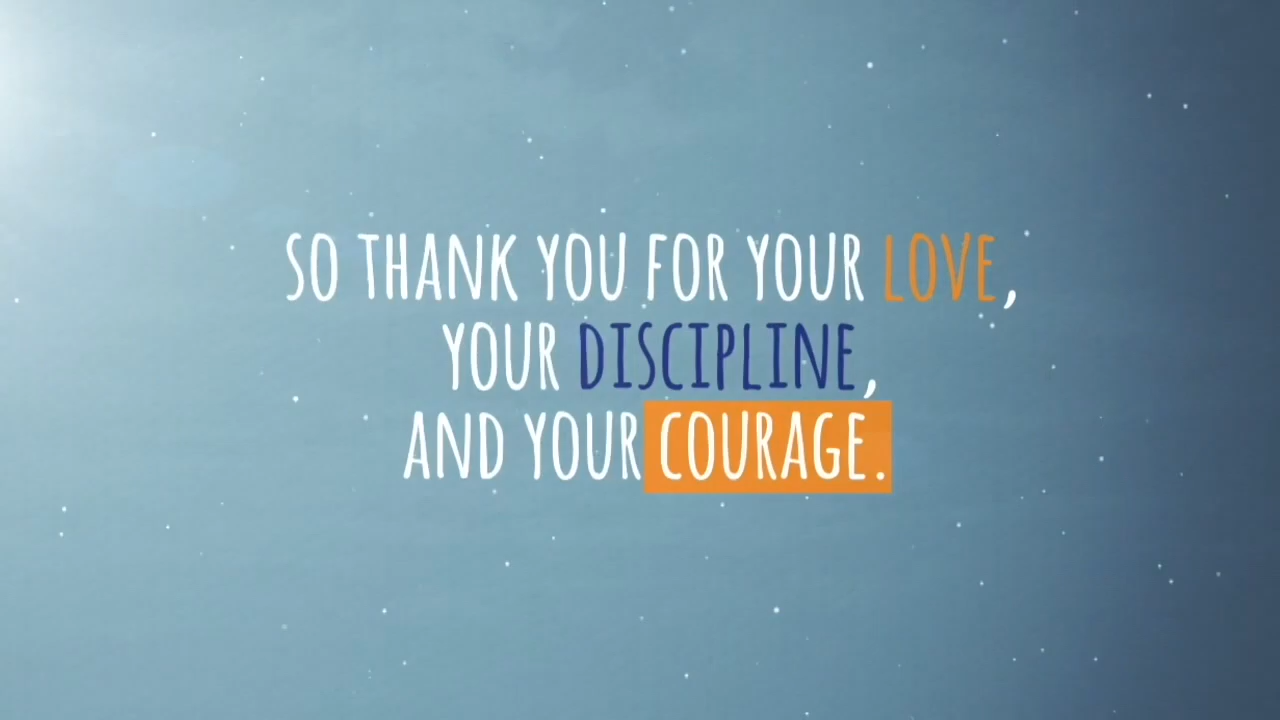 SO THANK YOU FOR YOUR LOVE,
YOUR DISCIPLINE,
AND YOUR COURAGE.